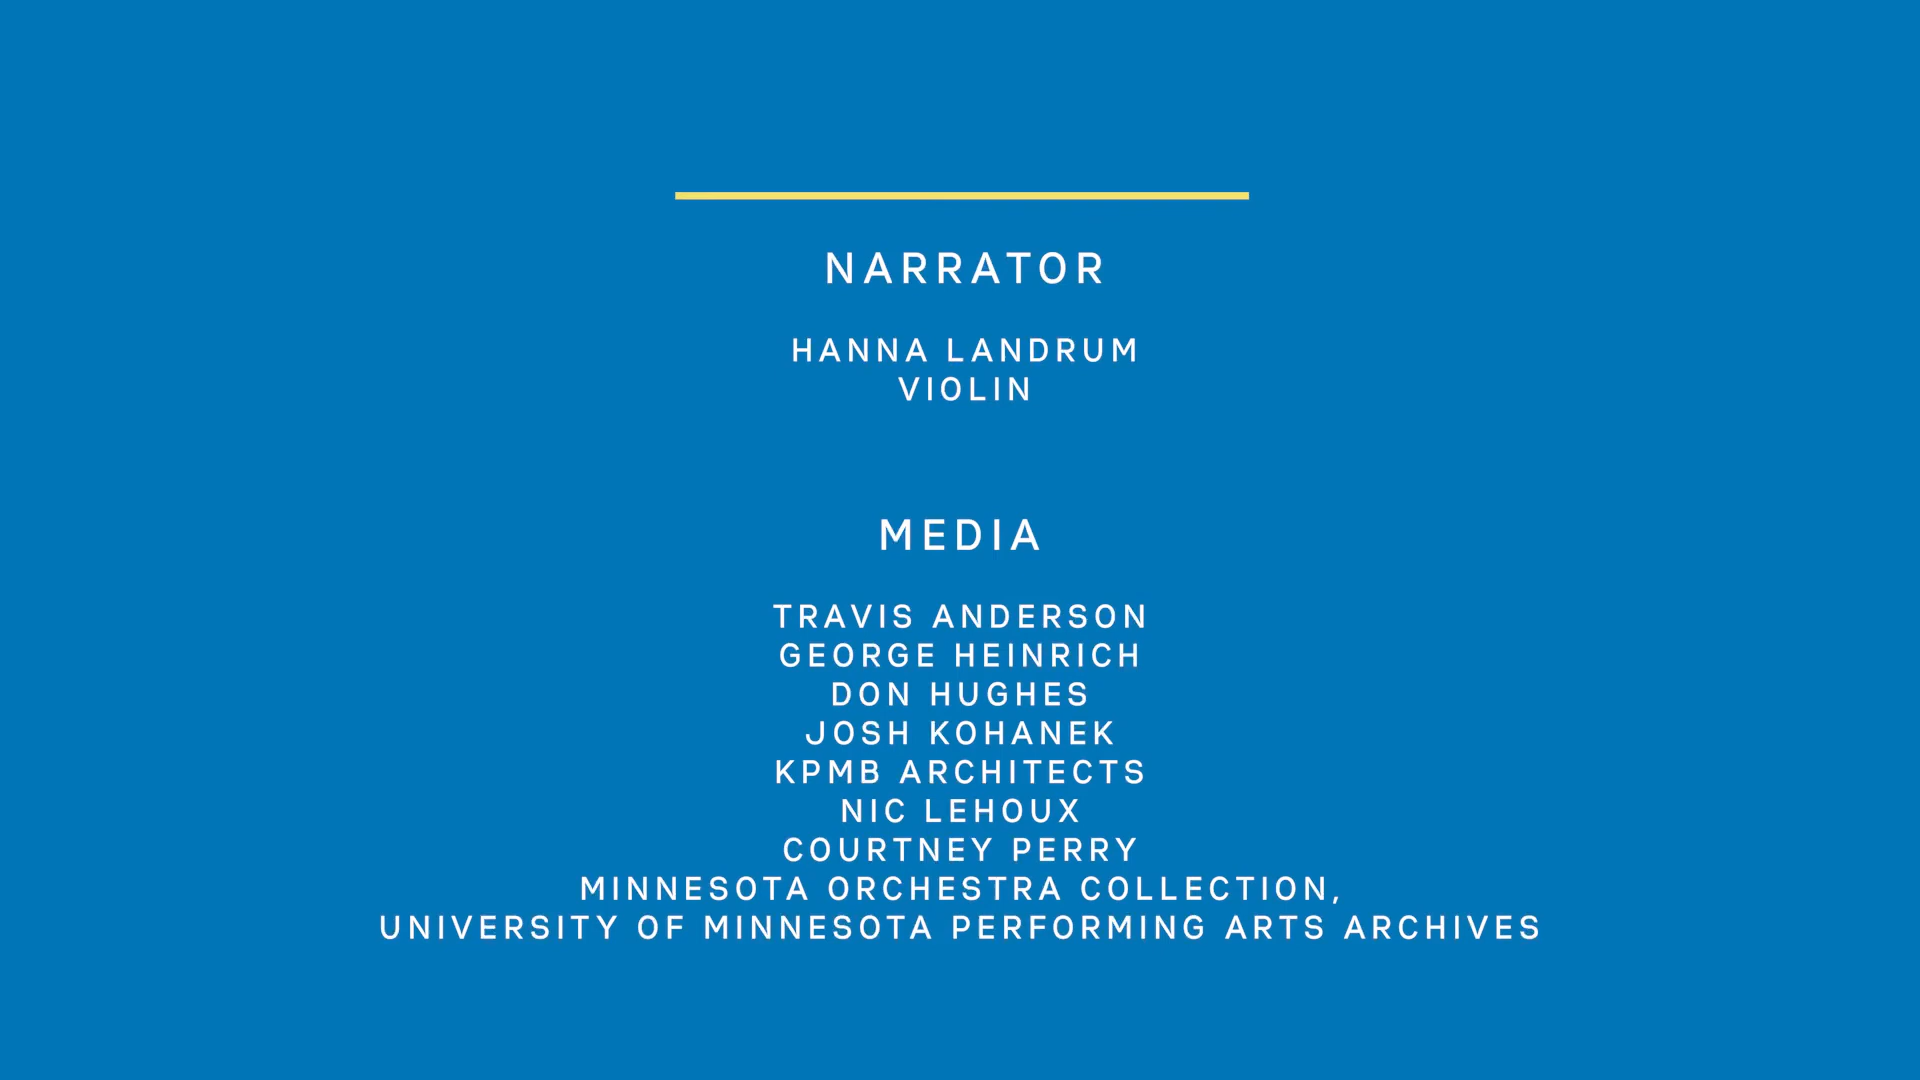 NARRATOR
HANNA LANDRUM
VIOLIN
MEDIA
TRAVIS ANDERSON
GEORGE HEINRICH
DON HUGHES
JOSH KOHANEK
KPMB ARCHITECTS
NIC LEHOUX
COURTNEY PERRY
MINNESOTA ORCHESTRA COLLECTION,
UNIVERSITY OF MINNESOTA PERFORMING ARTS ARCHIVES